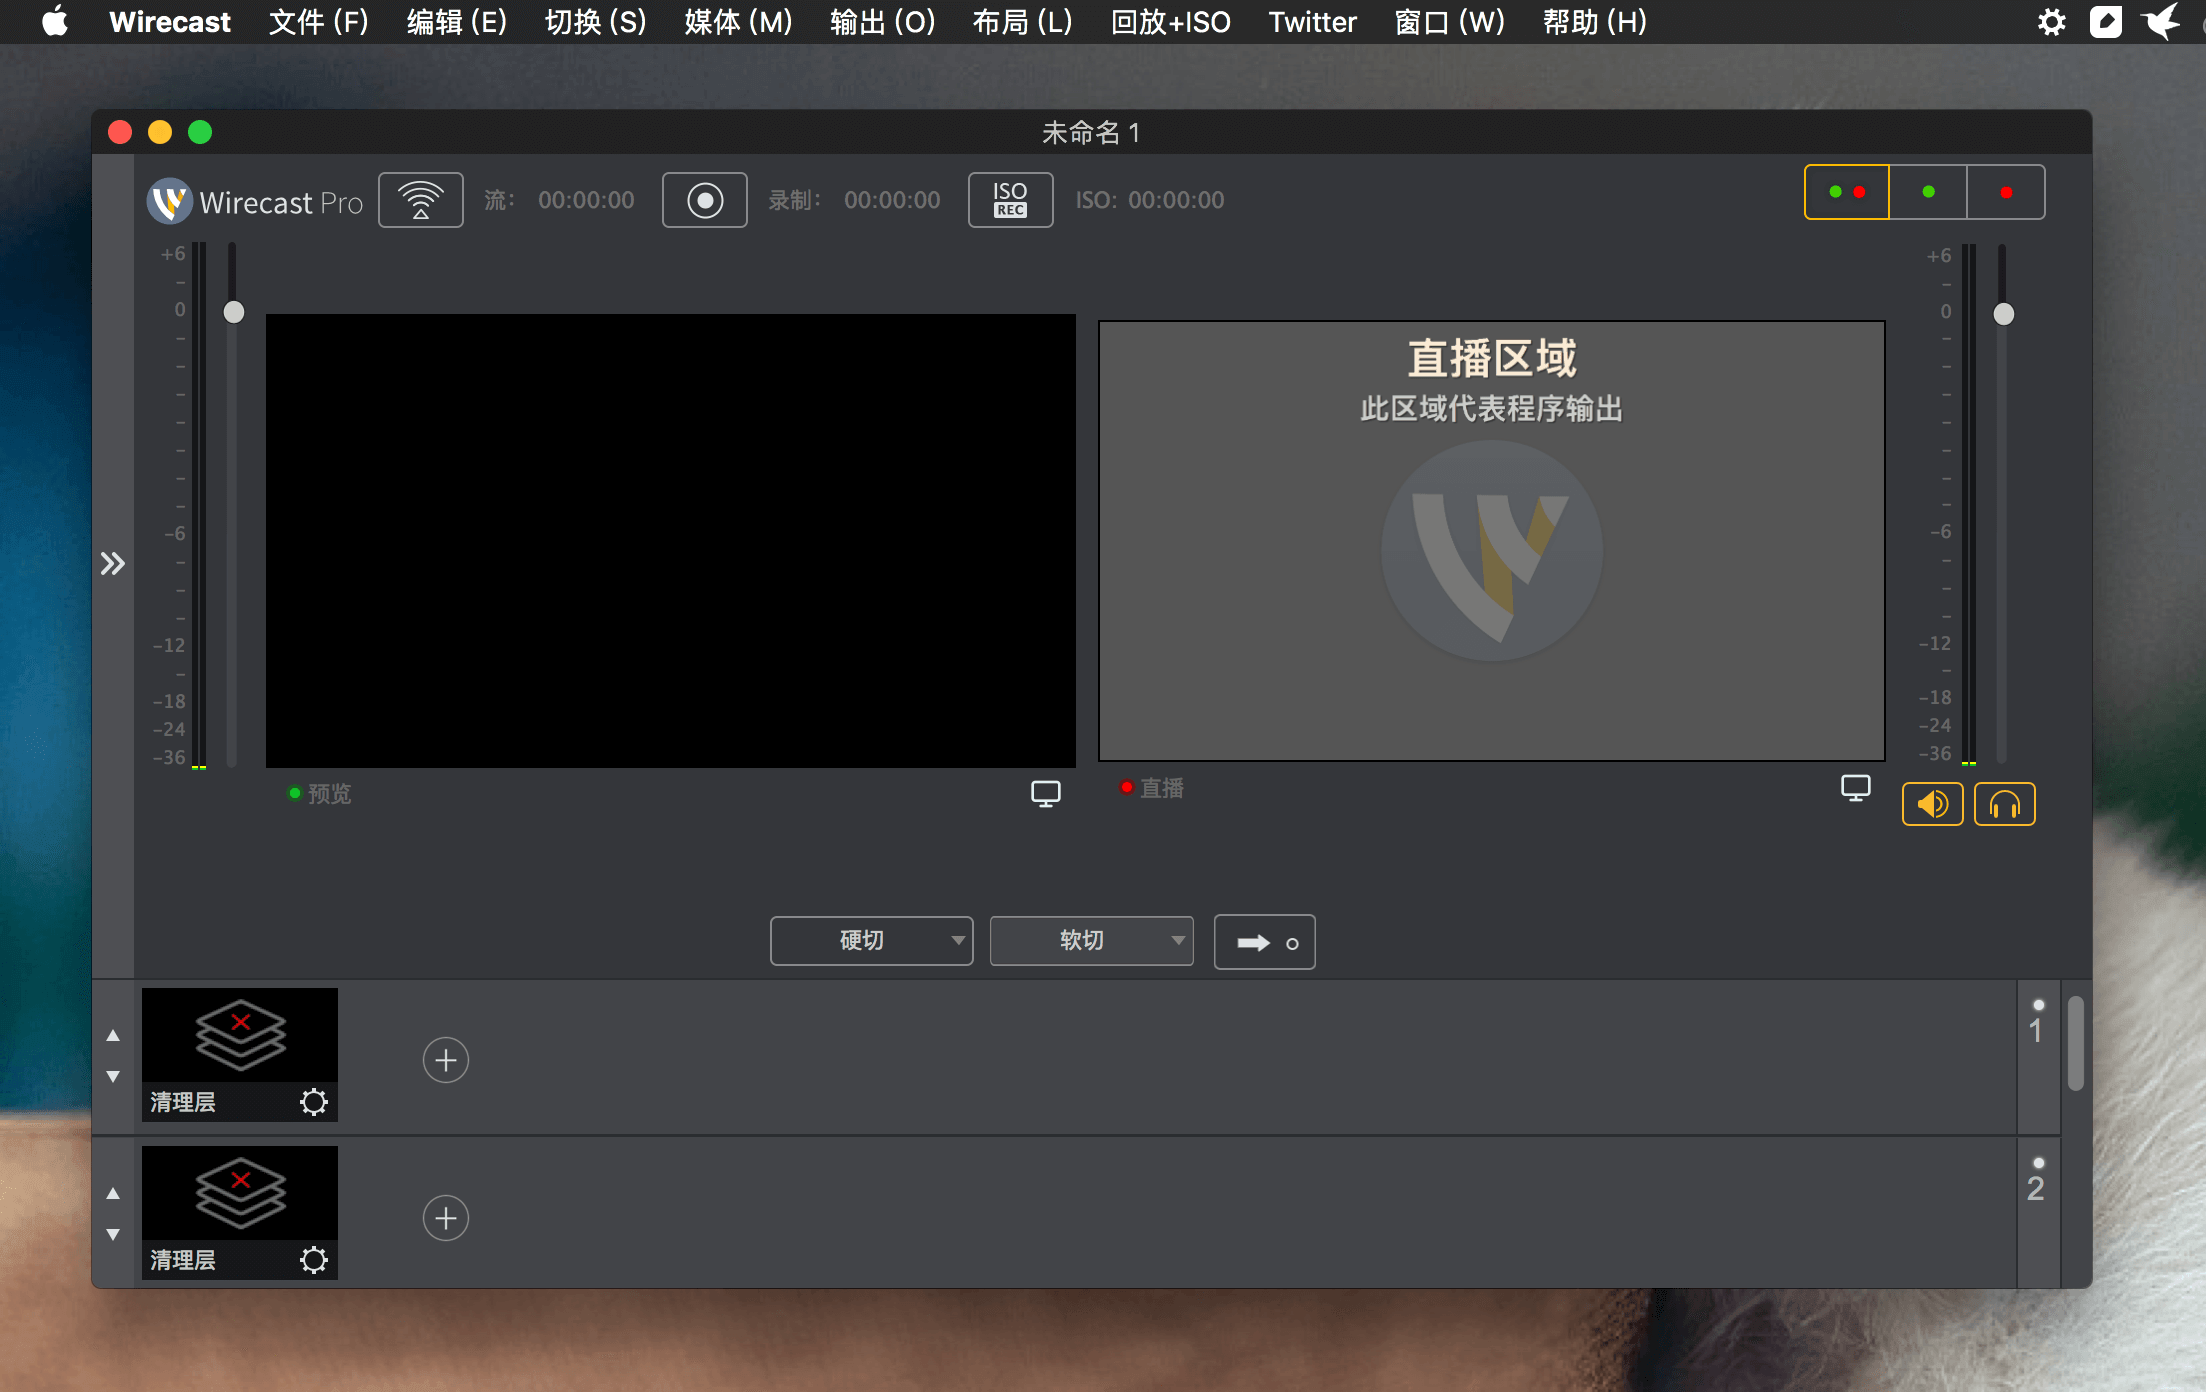 Wirecast 文件 (F) 编辑 (E) 切换 (S) 媒体 (M) 输出 (O) 布局 (L) 回放+ISO Twitter 窗口 (W) 帮助 (H)
未命名 1
Wirecast Pro 流: 00:00:00 录制: 00:00:00 ISO REC ISO: 00:00:00
+6
0
-6
-12
-18
-24
-36
直播区域
此区域代表程序输出
+6
0
-6
-12
-18
-24
-36
预览
直播
硬切 软切
清理层
1
清理层
2